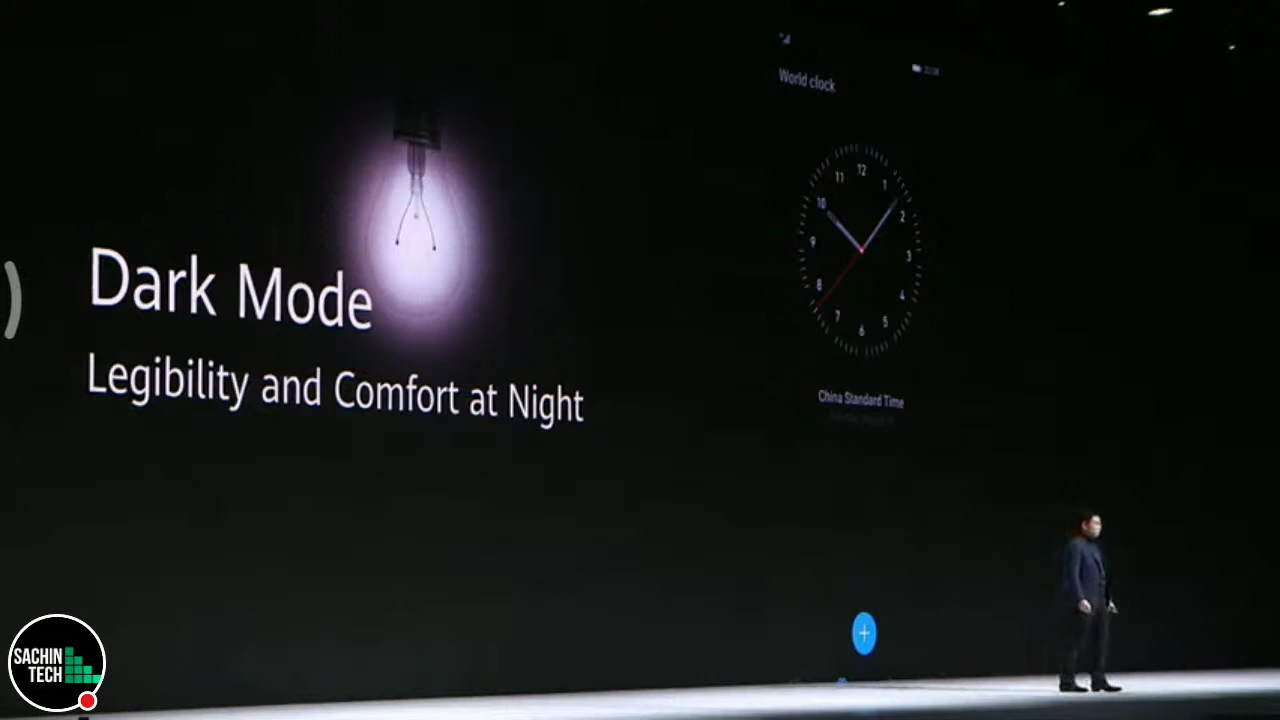 World clock
12
11
1
10
2
9
3
8
4
7
5
6
Dark Mode
Legibility and Comfort at Night
China Standard Time
SACHIN
TECH